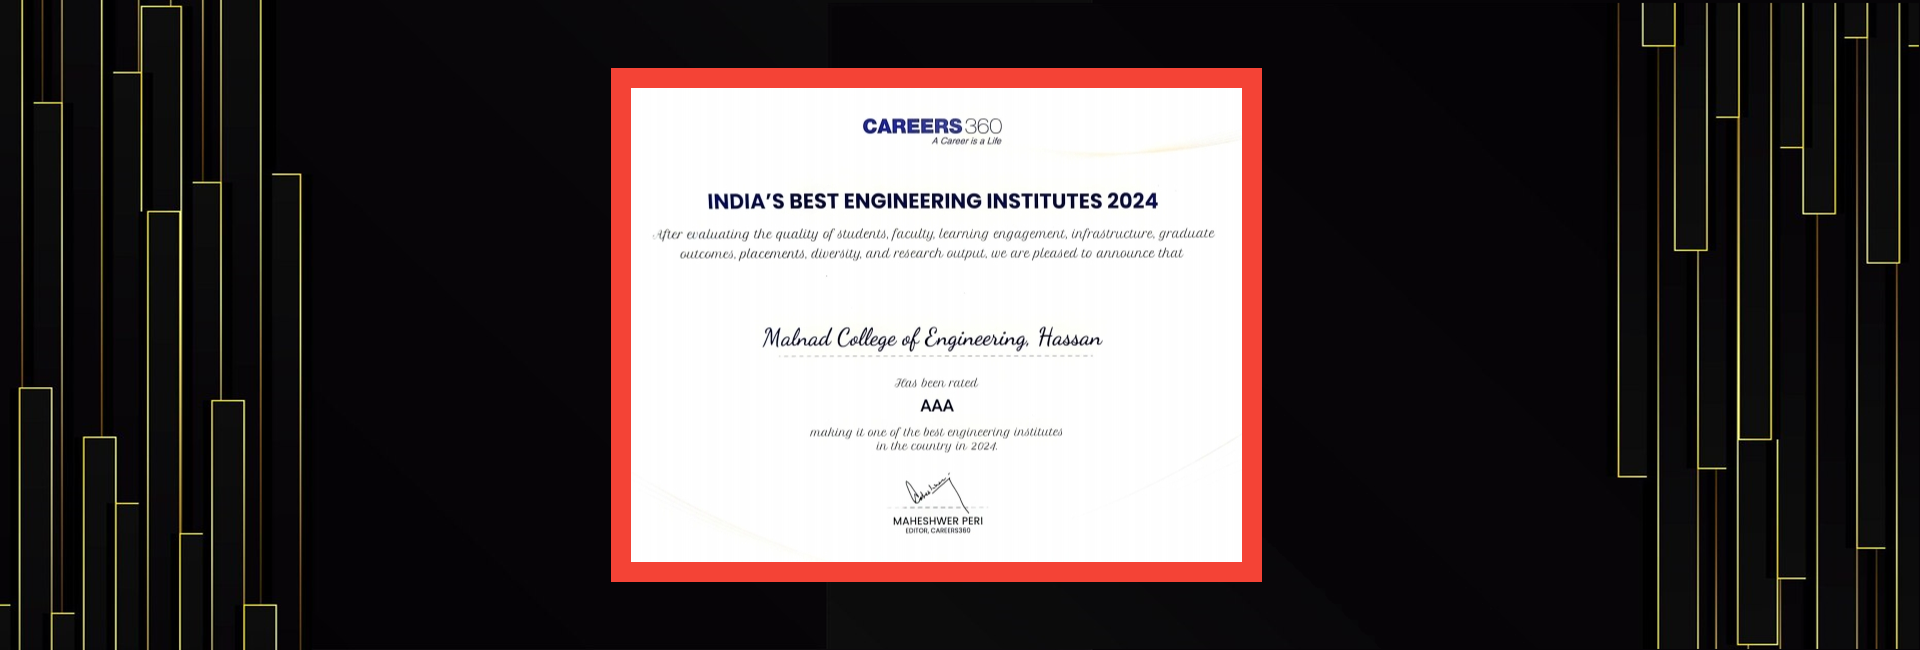 CAREERS360
A Career is a Life
INDIA'S BEST ENGINEERING INSTITUTES 2024
After evaluating the quality of students, faculty, learning engagement, infrastructure, graduate
outcomes, placements, diversity, and research output, we are pleased to announce that
Malnad College of Engineering, Hassan
Has been rated
AAA
making it one of the best engineering institutes
in the country in 2024.
MAHESHWER PERI
EDITOR, CAREERS360